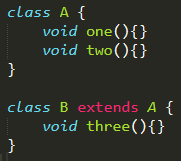 class A {
    void one(){}
    void two(){}
}

class B extends A {
    void three(){}
}